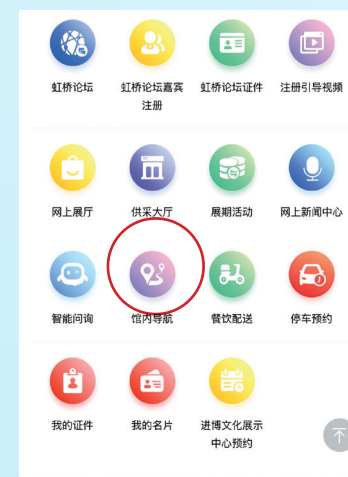 虹桥论坛 虹桥论坛嘉宾 虹桥论坛证件 注册引导视频
注册
网上展厅 供采大厅 展期活动 网上新闻中心
智能问询 馆内导航 餐饮配送 停车预约
我的证件 我的名片 进博文化展示
中心预约